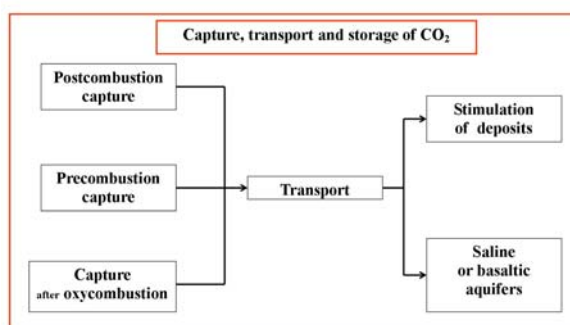 Capture, transport and storage of CO₂
Postcombustion
capture
Precombustion
capture
Capture
after oxycombustion
Transport
Stimulation
of deposits
Saline
or basaltic
aquifers